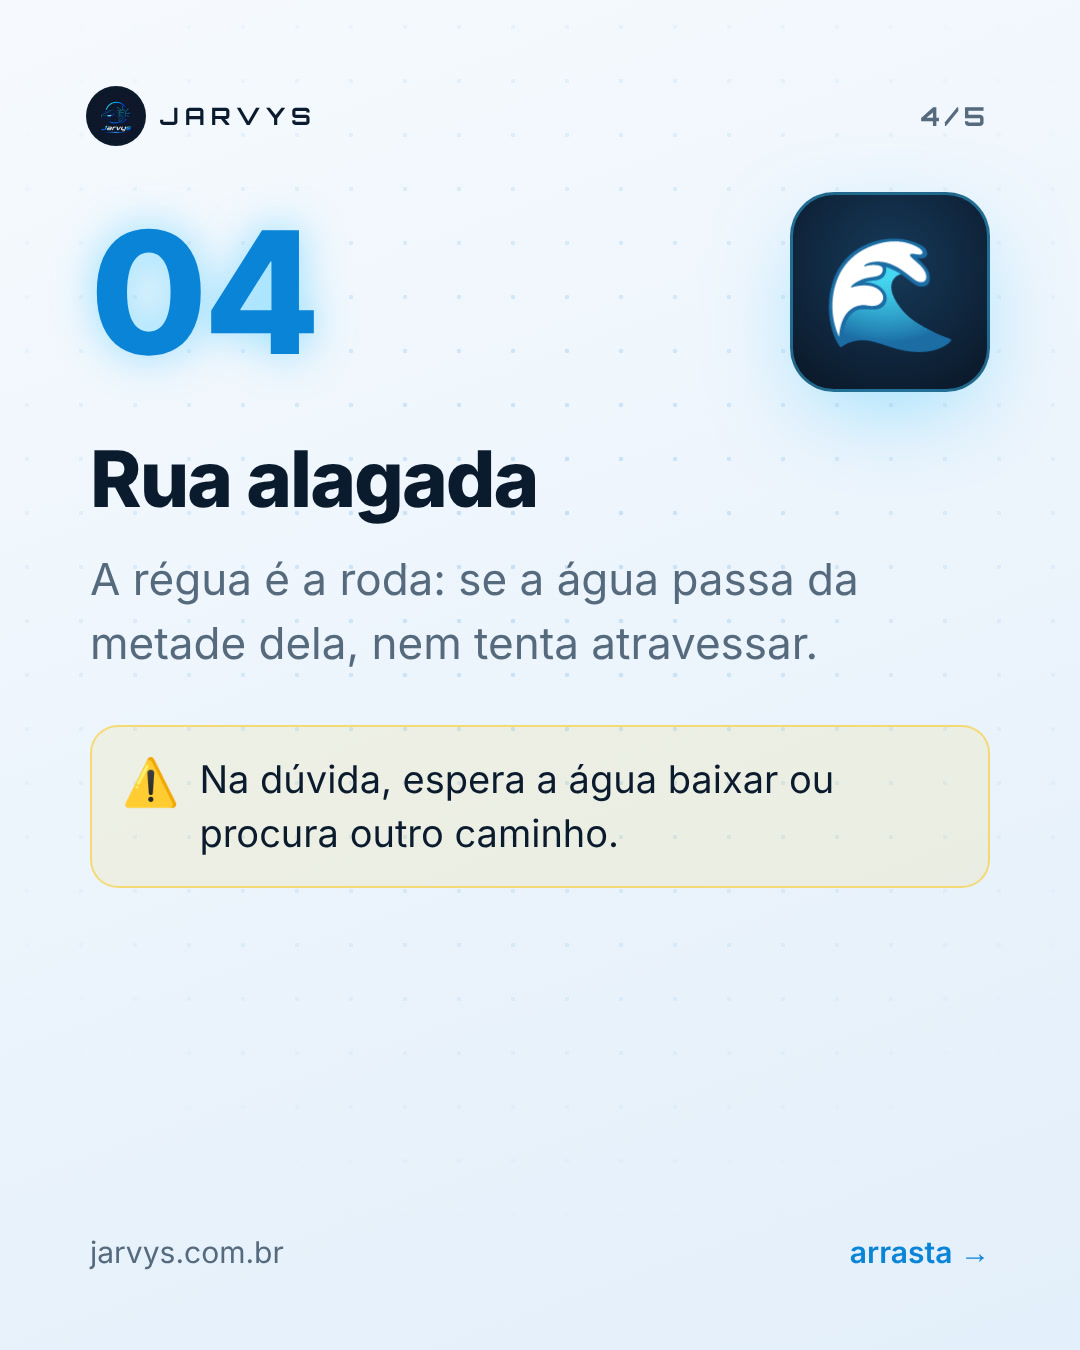 Jarvys
JARVYS
4/5
04
Rua alagada
A régua é a roda: se a água passa da
metade dela, nem tenta atravessar.
⚠️ Na dúvida, espera a água baixar ou
procura outro caminho.
jarvys.com.br
arrasta →